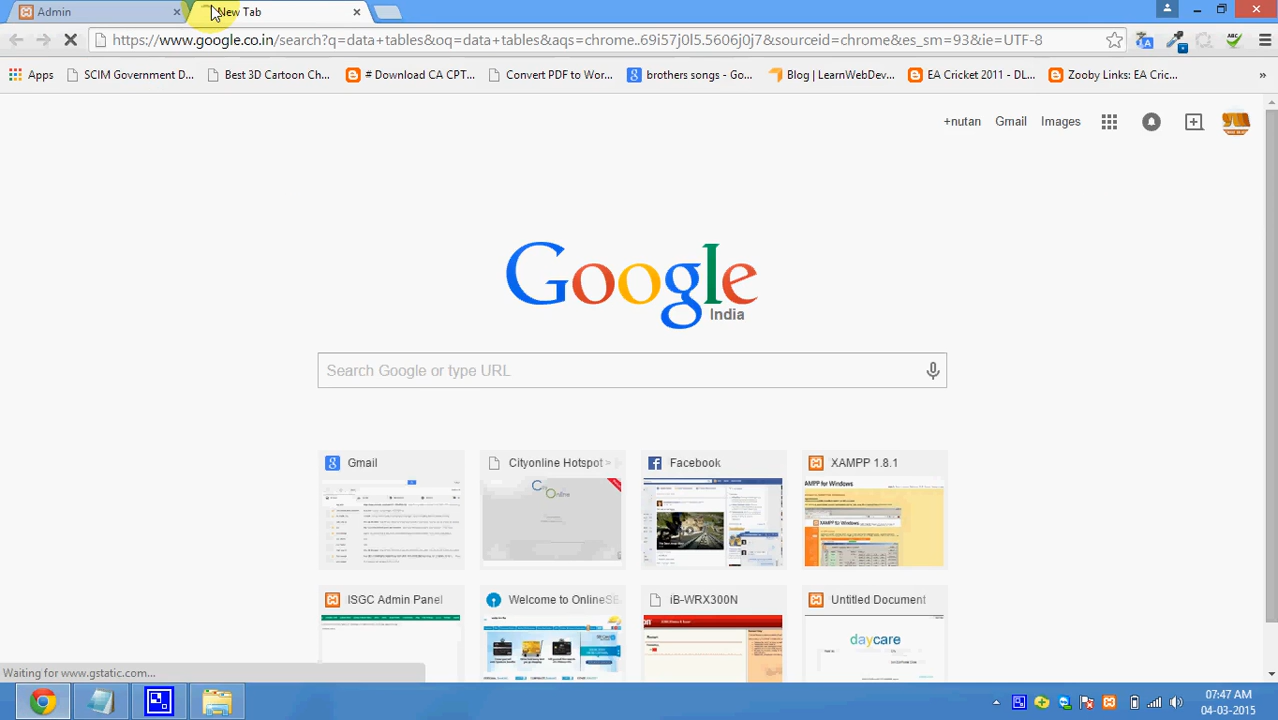 Admin
New Tab
https://www.google.co.in/search?q=data+tables&oq=data+tables&aqs=chrome..69i57j0l5.5606j0j7&sourceid=chrome&es_sm=93&ie=UTF-8
Apps
SCIM Government D...
Best 3D Cartoon Ch...
# Download CA CPT...
Convert PDF to Wor...
brothers songs - Go...
Blog | LearnWebDev...
EA Cricket 2011 - DL...
Zooby Links: EA Cric...
»
+nutan
Gmail
Images
Google
India
Search Google or type URL
Gmail
Cityonline Hotspot >
Facebook
XAMPP 1.8.1
XAMPP for Windows
ISGC Admin Panel
Welcome to OnlineSB
iB-WRX300N
Untitled Document
daycare
Waiting for www.gstatic.com...
07:47 AM
04-03-2015